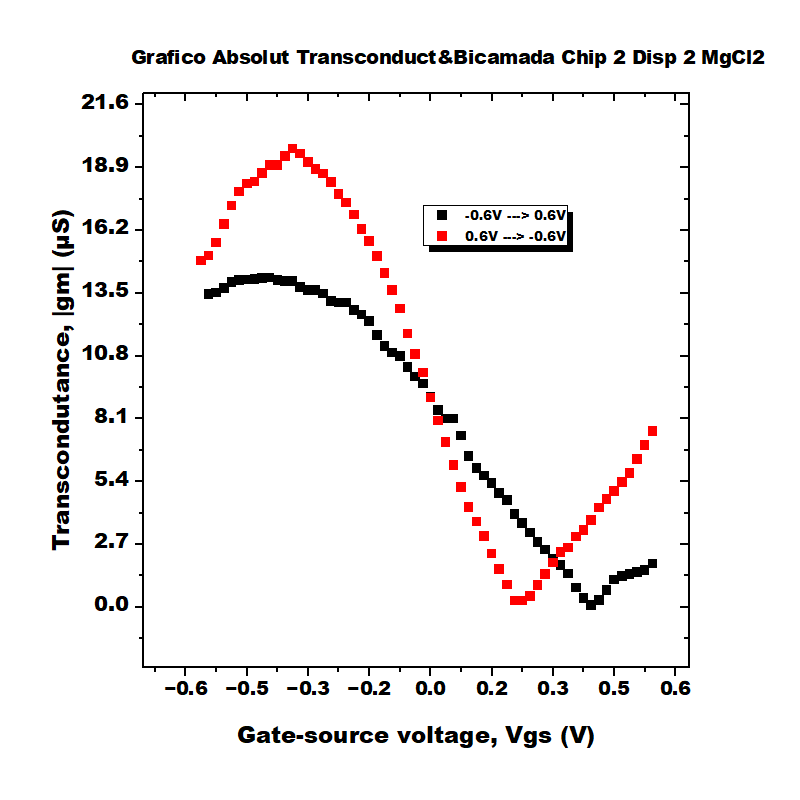 Grafico Absolut Transconduct&Bicamada Chip 2 Disp 2 MgCl2
21.6
18.9
16.2
13.5
10.8
8.1
5.4
2.7
0.0
Transcondutance, |gm| (µS)
-0.6V ---> 0.6V
0.6V ---> -0.6V
−0.6 −0.5 −0.3 −0.2 0.0 0.2 0.3 0.5 0.6
Gate-source voltage, Vgs (V)